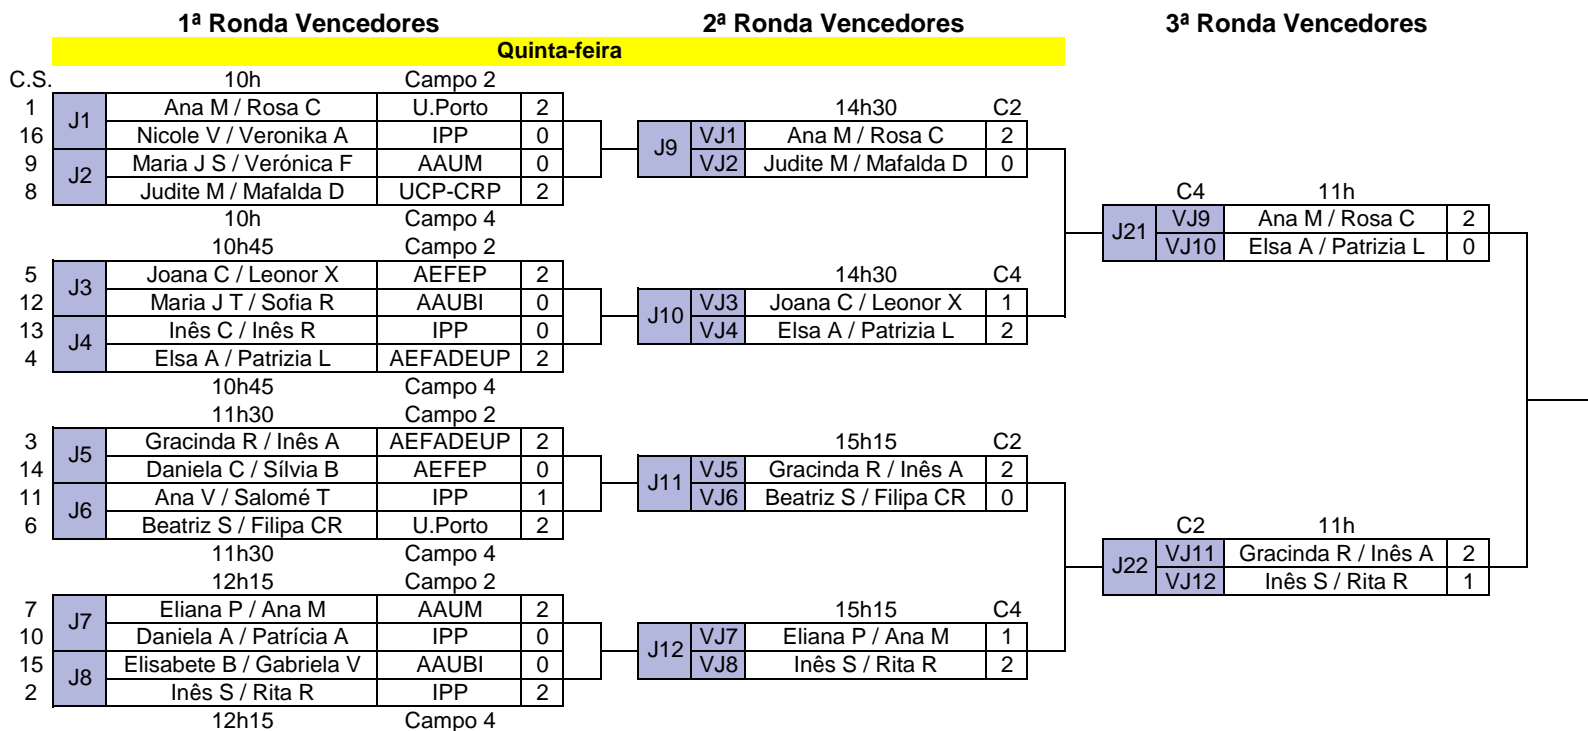 1ª Ronda Vencedores 2ª Ronda Vencedores 3ª Ronda Vencedores
Quinta-feira
C.S. 10h Campo 2
1 J1 Ana M / Rosa C U.Porto 2 14h30 C2
16 Nicole V / Veronika A IPP 0 J9 VJ1 Ana M / Rosa C 2
9 J2 Maria J S / Verónica F AAUM 0 VJ2 Judite M / Mafalda D 0
8 Judite M / Mafalda D UCP-CRP 2 C4 11h
10h Campo 4 J21 VJ9 Ana M / Rosa C 2
10h45 Campo 2 VJ10 Elsa A / Patrizia L 0
5 J3 Joana C / Leonor X AEFEP 2 14h30 C4
12 Maria J T / Sofia R AAUBI 0 J10 VJ3 Joana C / Leonor X 1
13 J4 Inês C / Inês R IPP 0 VJ4 Elsa A / Patrizia L 2
4 Elsa A / Patrizia L AEFADEUP 2
10h45 Campo 4
11h30 Campo 2
3 J5 Gracinda R / Inês A AEFADEUP 2 15h15 C2
14 Daniela C / Sílvia B AEFEP 0 J11 VJ5 Gracinda R / Inês A 2
11 J6 Ana V / Salomé T IPP 1 VJ6 Beatriz S / Filipa CR 0
6 Beatriz S / Filipa CR U.Porto 2 C2 11h
11h30 Campo 4 J22 VJ11 Gracinda R / Inês A 2
12h15 Campo 2 VJ12 Inês S / Rita R 1
7 J7 Eliana P / Ana M AAUM 2 15h15 C4
10 Daniela A / Patrícia A IPP 0 J12 VJ7 Eliana P / Ana M 1
15 J8 Elisabete B / Gabriela V AAUBI 0 VJ8 Inês S / Rita R 2
2 Inês S / Rita R IPP 2
12h15 Campo 4